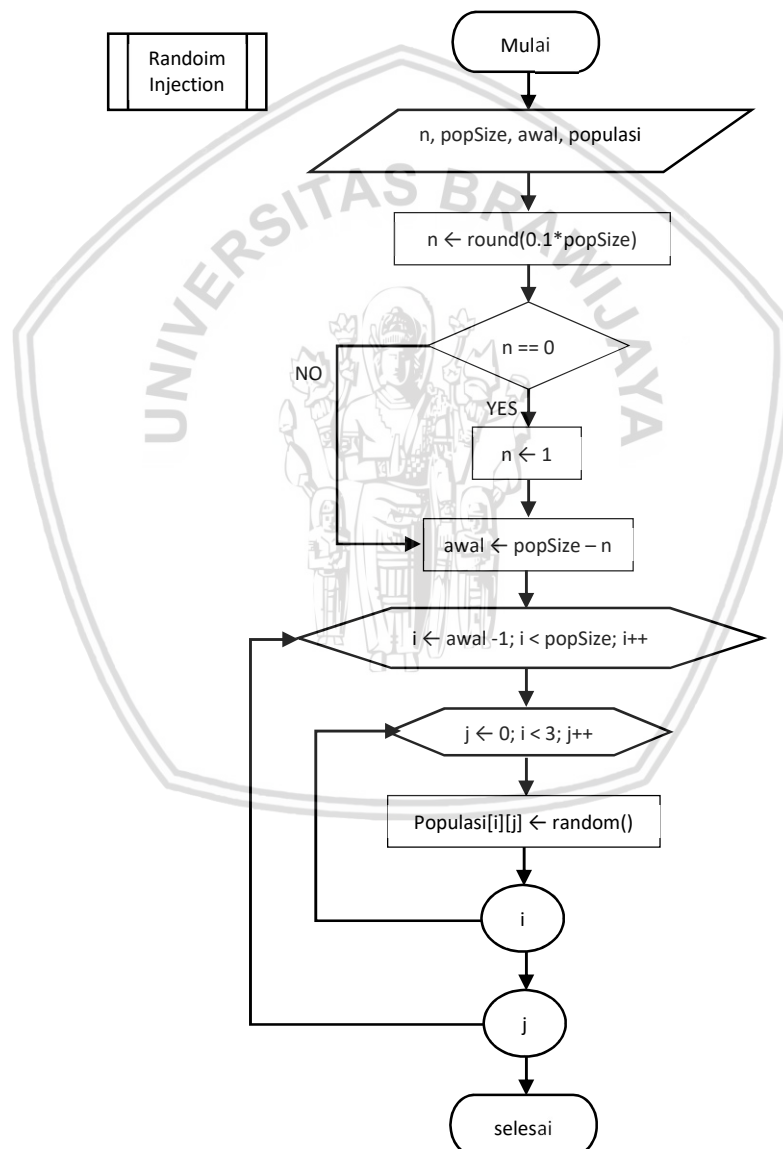 Mulai
Randoim
Injection
n, popSize, awal, populasi
UNIVERSITAS BRAWIJAYA
n ← round(0.1*popSize)
n == 0
NO
YES
n ← 1
awal ← popSize – n
i ← awal -1; i < popSize; i++
j ← 0; i < 3; j++
Populasi[i][j] ← random()
i
j
selesai